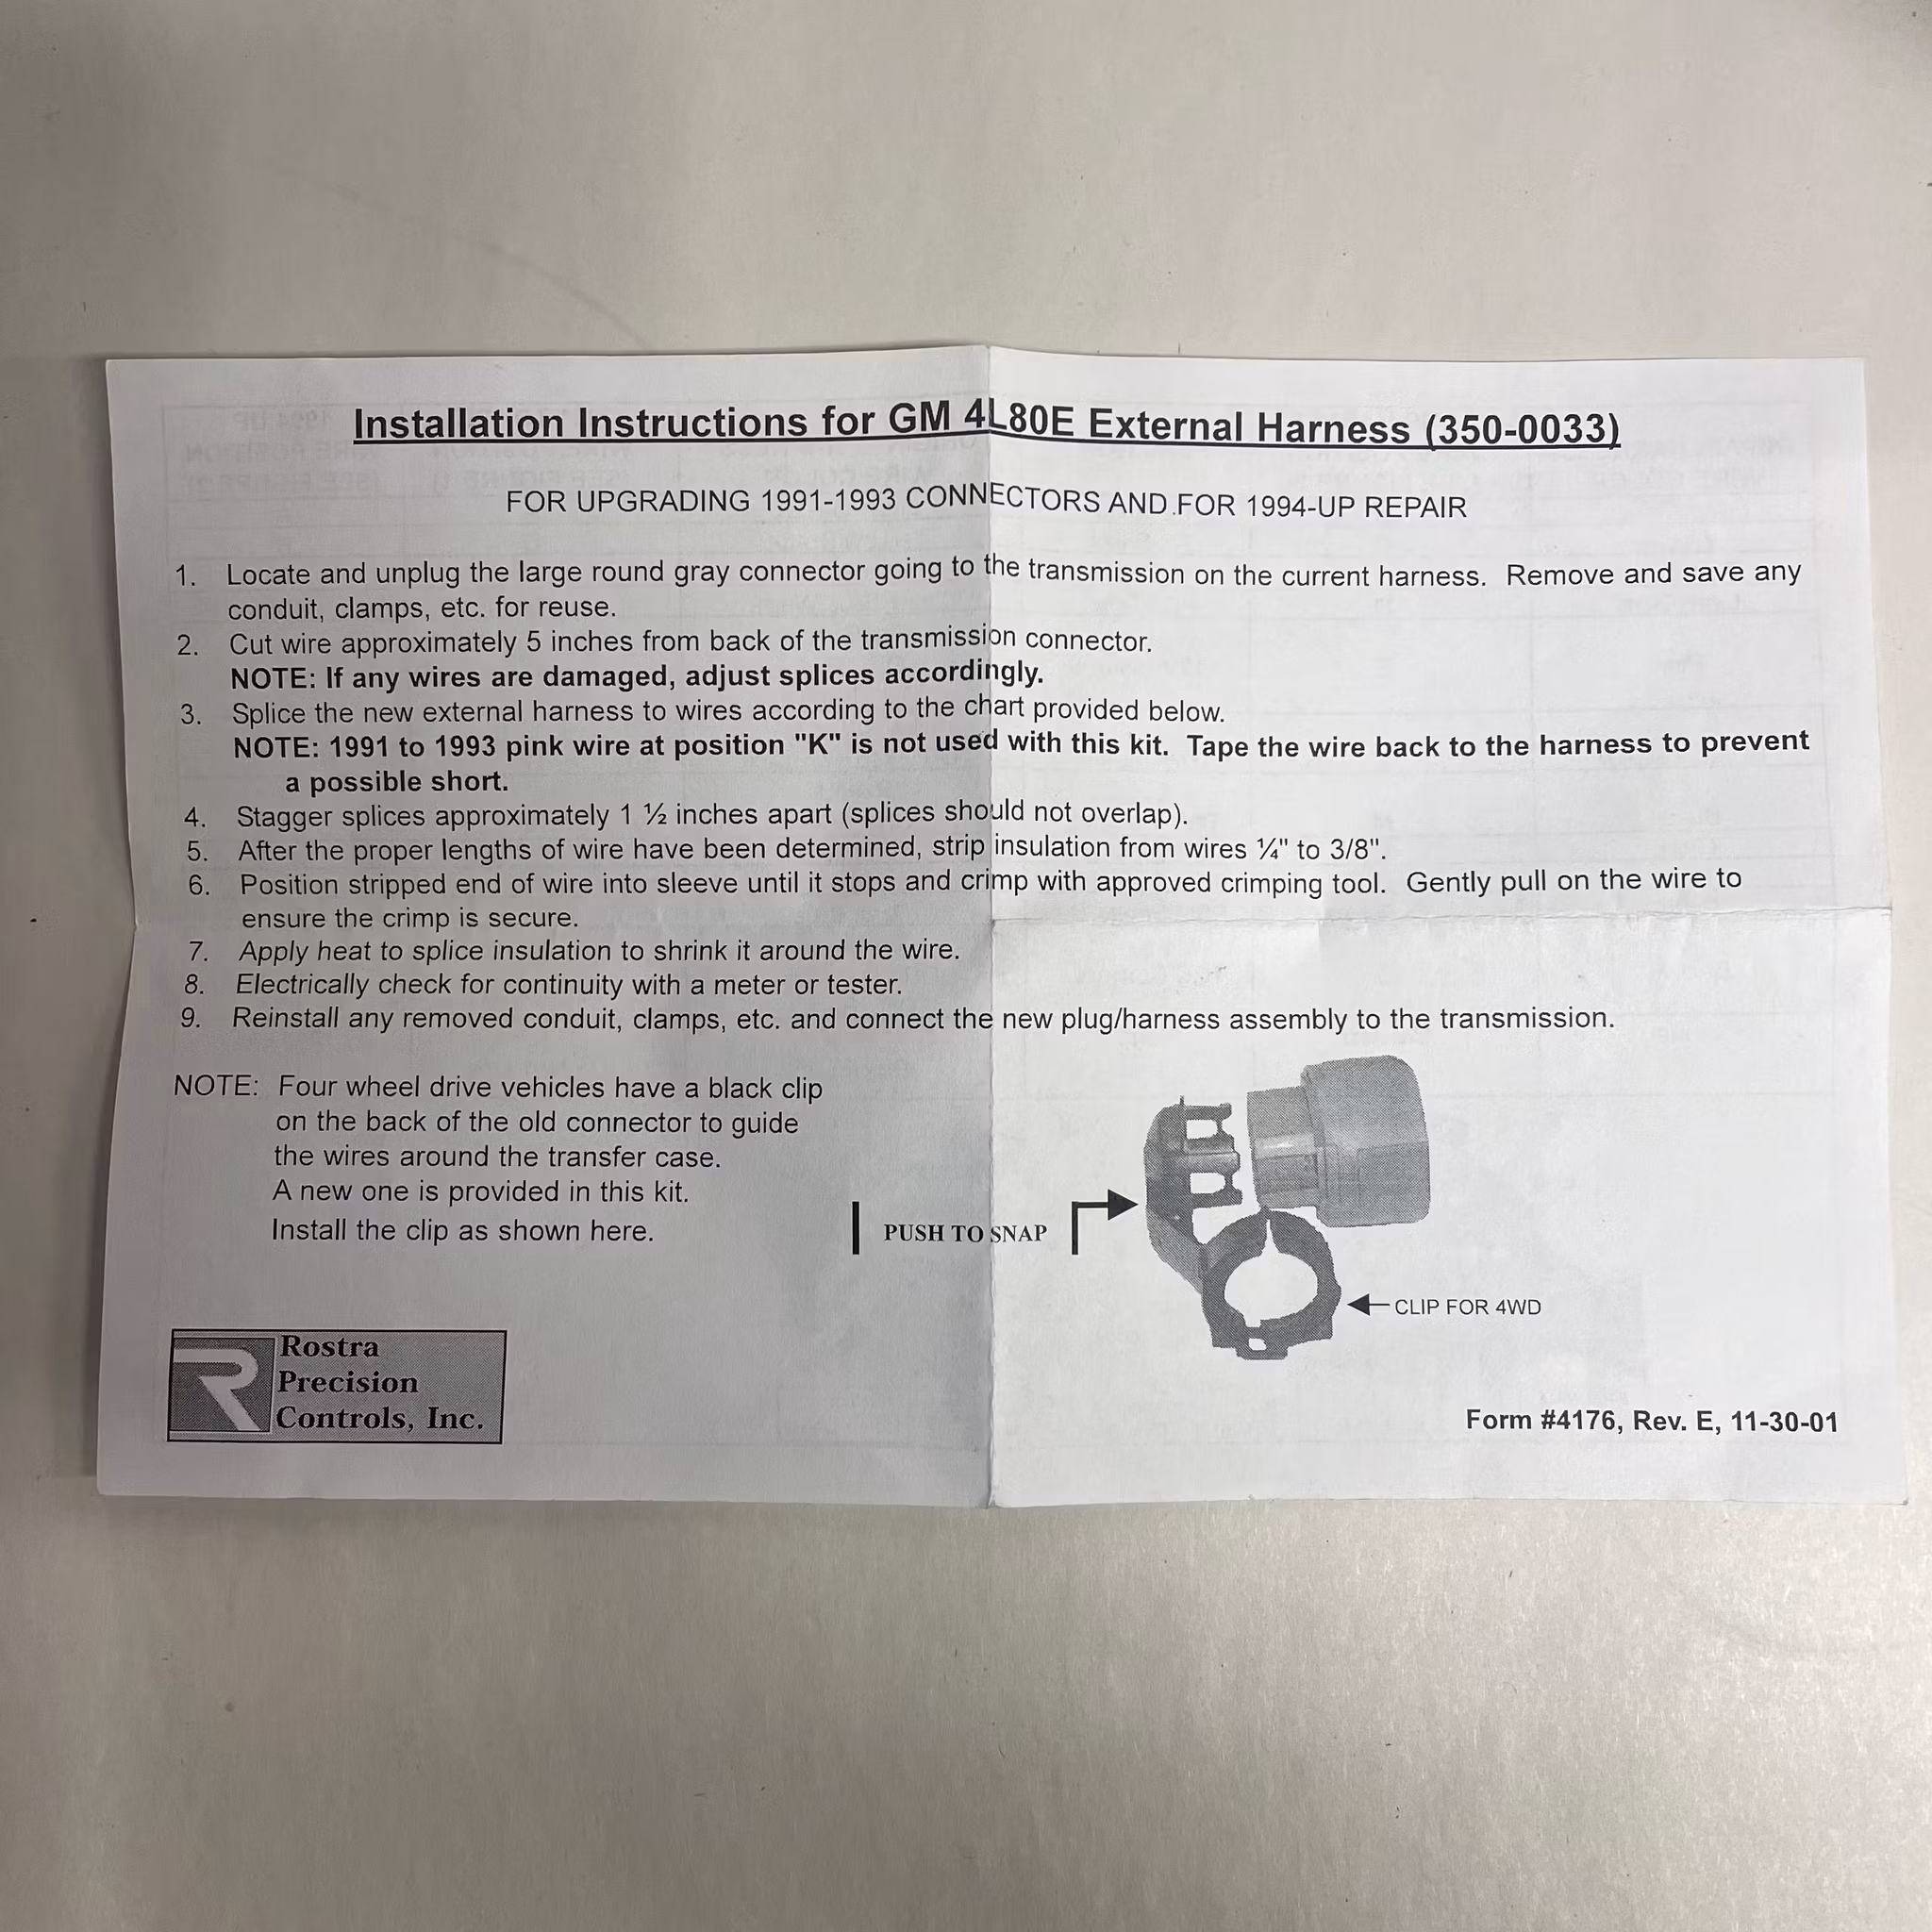 Installation Instructions for GM 4L80E External Harness (350-0033)
FOR UPGRADING 1991-1993 CONNECTORS AND FOR 1994-UP REPAIR
1. Locate and unplug the large round gray connector going to the transmission on the current harness. Remove and save any
conduit, clamps, etc. for reuse.
2. Cut wire approximately 5 inches from back of the transmission connector.
NOTE: If any wires are damaged, adjust splices accordingly.
3. Splice the new external harness to wires according to the chart provided below.
NOTE: 1991 to 1993 pink wire at position "K" is not used with this kit. Tape the wire back to the harness to prevent
a possible short.
4. Stagger splices approximately 1 ½ inches apart (splices should not overlap).
5. After the proper lengths of wire have been determined, strip insulation from wires ¼" to 3/8".
6. Position stripped end of wire into sleeve until it stops and crimp with approved crimping tool. Gently pull on the wire to
ensure the crimp is secure.
7. Apply heat to splice insulation to shrink it around the wire.
8. Electrically check for continuity with a meter or tester.
9. Reinstall any removed conduit, clamps, etc. and connect the new plug/harness assembly to the transmission.
NOTE: Four wheel drive vehicles have a black clip
on the back of the old connector to guide
the wires around the transfer case.
A new one is provided in this kit.
Install the clip as shown here.
PUSH TO SNAP
CLIP FOR 4WD
Rostra
Precision
Controls, Inc.
Form #4176, Rev. E, 11-30-01